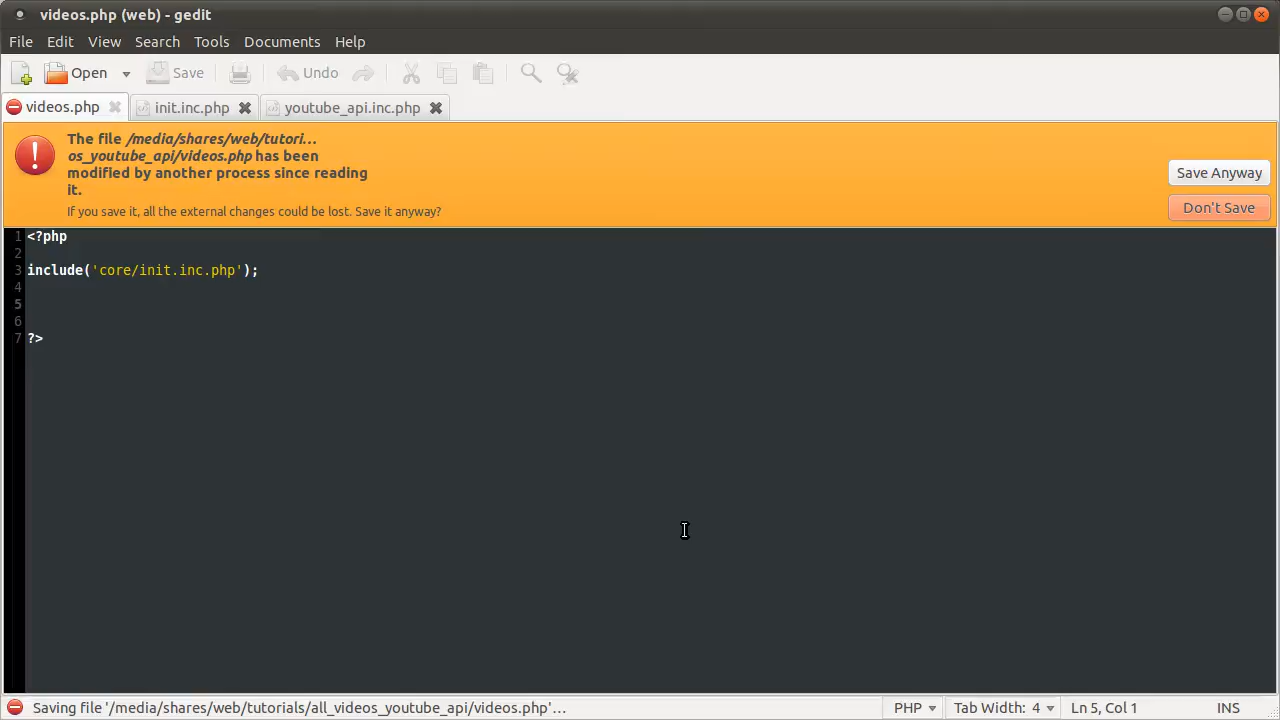 videos.php (web) - gedit
File Edit View Search Tools Documents Help
Open Save Undo
videos.php init.inc.php youtube_api.inc.php
The file /media/shares/web/tutori...
os_youtube_api/videos.php has been
modified by another process since reading
it.
If you save it, all the external changes could be lost. Save it anyway?
Save Anyway
Don't Save
1 <?php
2
3 include('core/init.inc.php');
4
5
6
7 ?>
Saving file '/media/shares/web/tutorials/all_videos_youtube_api/videos.php'... PHP Tab Width: 4 Ln 5, Col 1 INS